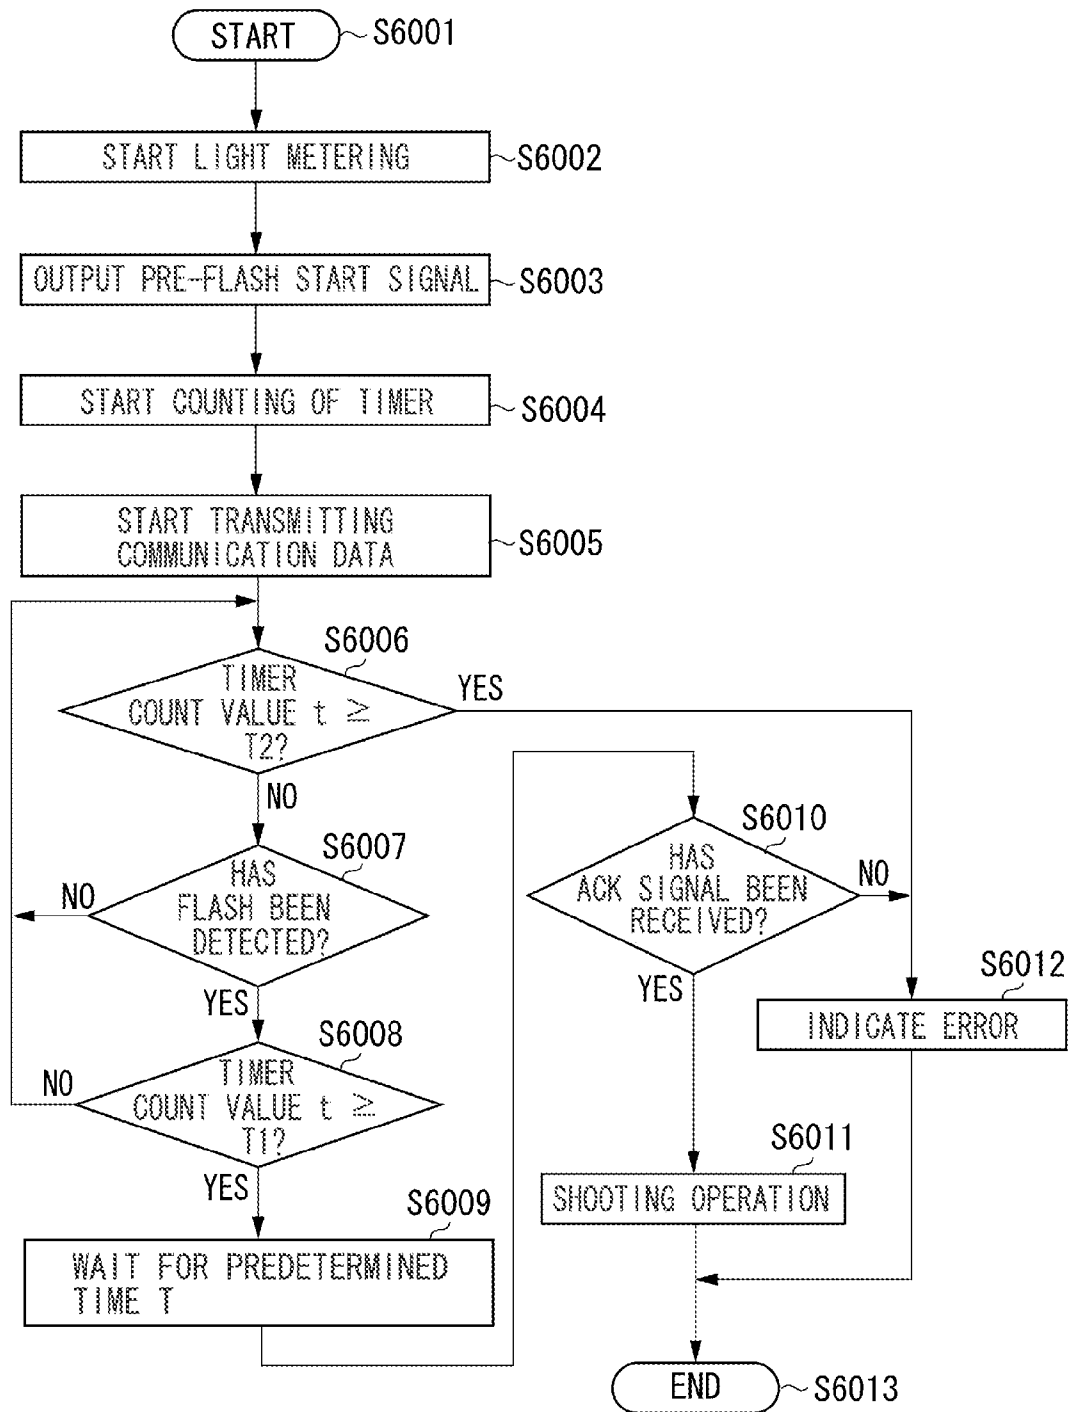 START
S6001
START LIGHT METERING
S6002
OUTPUT PRE-FLASH START SIGNAL
S6003
START COUNTING OF TIMER
S6004
START TRANSMITTING
COMMUNICATION DATA
S6005
S6006
TIMER
COUNT VALUE t ≥
T2?
YES
NO
S6007
HAS
FLASH BEEN
DETECTED?
NO
YES
S6008
TIMER
COUNT VALUE t ≥
T1?
NO
YES
S6009
WAIT FOR PREDETERMINED
TIME T
S6010
HAS
ACK SIGNAL BEEN
RECEIVED?
NO
YES
S6012
INDICATE ERROR
S6011
SHOOTING OPERATION
END
S6013